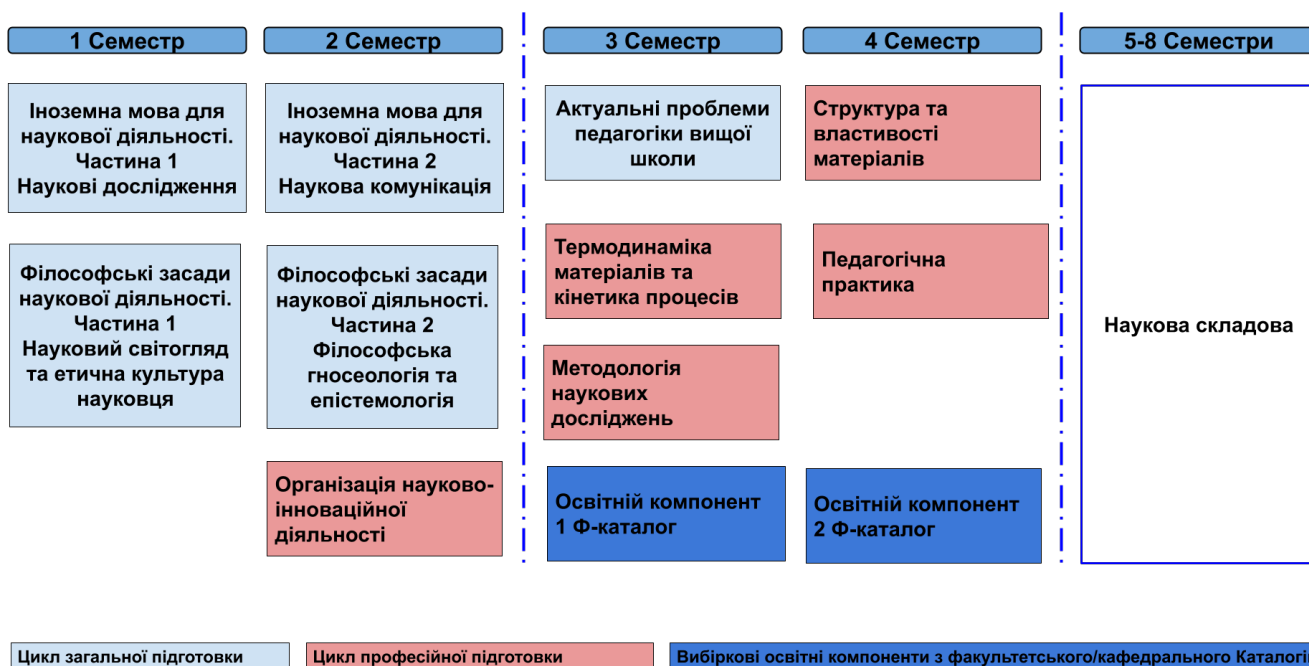 1 Семестр
2 Семестр
3 Семестр
4 Семестр
5-8 Семестри
Іноземна мова для
наукової діяльності.
Частина 1
Наукові дослідження
Іноземна мова для
наукової діяльності.
Частина 2
Наукова комунікація
Актуальні проблеми
педагогіки вищої
школи
Структура та
властивості
матеріалів
Філософські засади
наукової діяльності.
Частина 1
Науковий світогляд
та етична культура
науковця
Філософські засади
наукової діяльності.
Частина 2
Філософська
гносеологія та
епістемологія
Термодинаміка
матеріалів та
кінетика процесів
Педагогічна
практика
Наукова складова
Методологія
наукових
досліджень
Організація науково-
інноваційної
діяльності
Освітній компонент
1 Ф-каталог
Освітній компонент
2 Ф-каталог
Цикл загальної підготовки
Цикл професійної підготовки
Вибіркові освітні компоненти з факультетського/кафедрального Каталогів